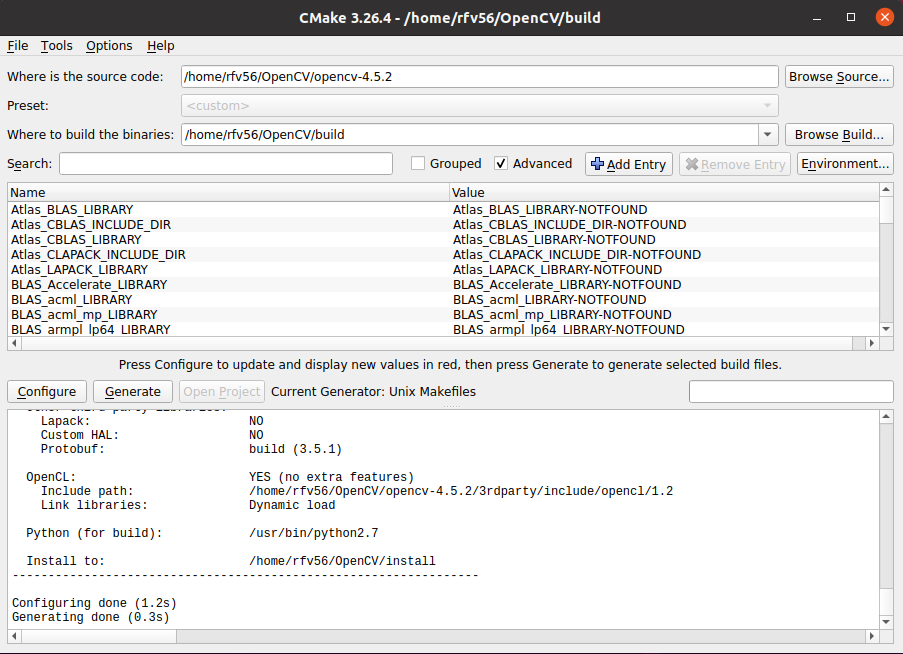 CMake 3.26.4 - /home/rfv56/OpenCV/build
File Tools Options Help
Where is the source code: /home/rfv56/OpenCV/opencv-4.5.2 Browse Source...
Preset: <custom>
Where to build the binaries: /home/rfv56/OpenCV/build Browse Build...
Search: Grouped Advanced Add Entry Remove Entry Environment...
Name Value
Atlas_BLAS_LIBRARY Atlas_BLAS_LIBRARY-NOTFOUND
Atlas_CBLAS_INCLUDE_DIR Atlas_CBLAS_INCLUDE_DIR-NOTFOUND
Atlas_CBLAS_LIBRARY Atlas_CBLAS_LIBRARY-NOTFOUND
Atlas_CLAPACK_INCLUDE_DIR Atlas_CLAPACK_INCLUDE_DIR-NOTFOUND
Atlas_LAPACK_LIBRARY Atlas_LAPACK_LIBRARY-NOTFOUND
BLAS_Accelerate_LIBRARY BLAS_Accelerate_LIBRARY-NOTFOUND
BLAS_acml_LIBRARY BLAS_acml_LIBRARY-NOTFOUND
BLAS_acml_mp_LIBRARY BLAS_acml_mp_LIBRARY-NOTFOUND
BLAS_armpl_lp64_LIBRARY BLAS_armpl_lp64_LIBRARY-NOTFOUND
Press Configure to update and display new values in red, then press Generate to generate selected build files.
Configure Generate Open Project Current Generator: Unix Makefiles
Lapack: NO
Custom HAL: NO
Protobuf: build (3.5.1)
OpenCL: YES (no extra features)
Include path: /home/rfv56/OpenCV/opencv-4.5.2/3rdparty/include/opencl/1.2
Link libraries: Dynamic load
Python (for build): /usr/bin/python2.7
Install to: /home/rfv56/OpenCV/install
-----------------------------------------------------------------
Configuring done (1.2s)
Generating done (0.3s)